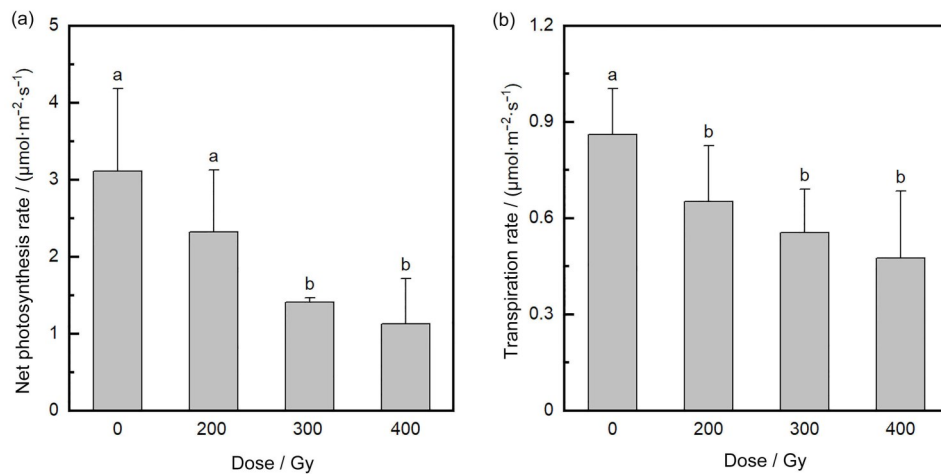 (a)
Net photosynthesis rate / (μmol·m⁻²·s⁻¹)
5
4
3
2
1
0
a
a
b
b
0 200 300 400
Dose / Gy
(b)
Transpiration rate / (μmol·m⁻²·s⁻¹)
1.2
0.9
0.6
0.3
0
a
b
b
b
0 200 300 400
Dose / Gy